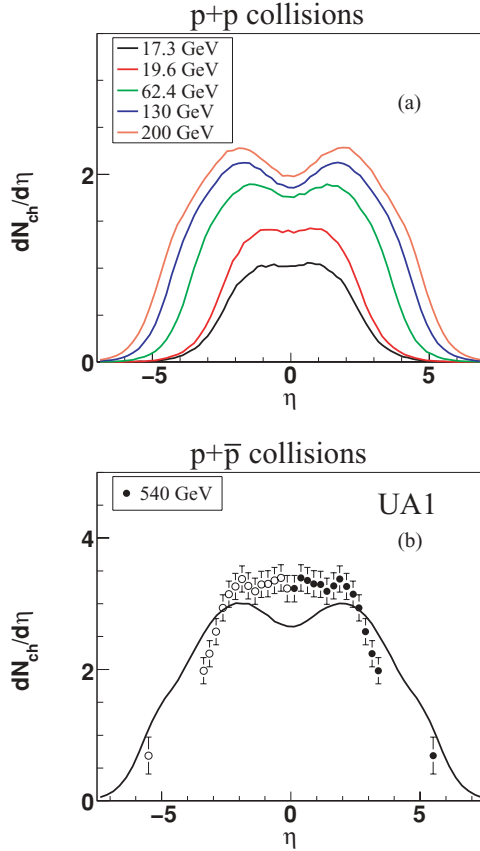 p+p collisions
17.3 GeV
19.6 GeV
62.4 GeV
130 GeV
200 GeV
(a)
dN_ch/dη
2
0
−5
0
5
η
p+p̅ collisions
540 GeV
UA1
(b)
dN_ch/dη
4
2
0
−5
0
5
η